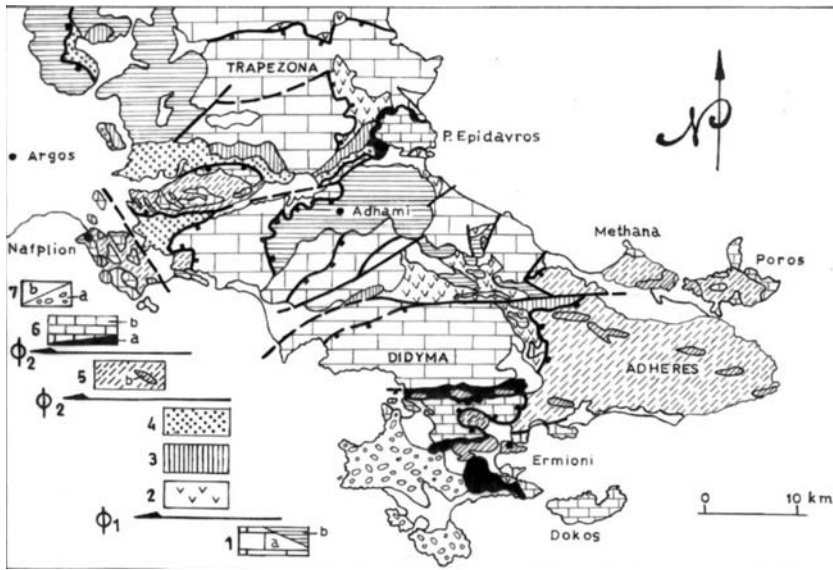 TRAPEZONA
P. Epidavros
N
Argos
Adhami
Nafplion
Methana
Poros
7 b a
6 b a
Φ2
5 b
Φ2
4
3
2
Φ1
1 a b
DIDYMA
ADHERES
Ermioni
Dokos
0 10 km